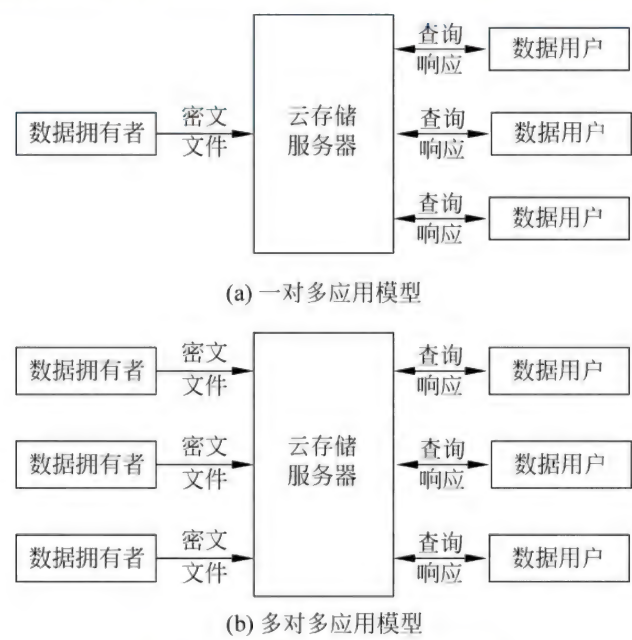 查询
响应
数据用户
数据拥有者
密文
文件
云存储
服务器
查询
响应
数据用户
查询
响应
数据用户
(a) 一对多应用模型
数据拥有者
密文
文件
查询
响应
数据用户
数据拥有者
密文
文件
云存储
服务器
查询
响应
数据用户
数据拥有者
密文
文件
查询
响应
数据用户
(b) 多对多应用模型